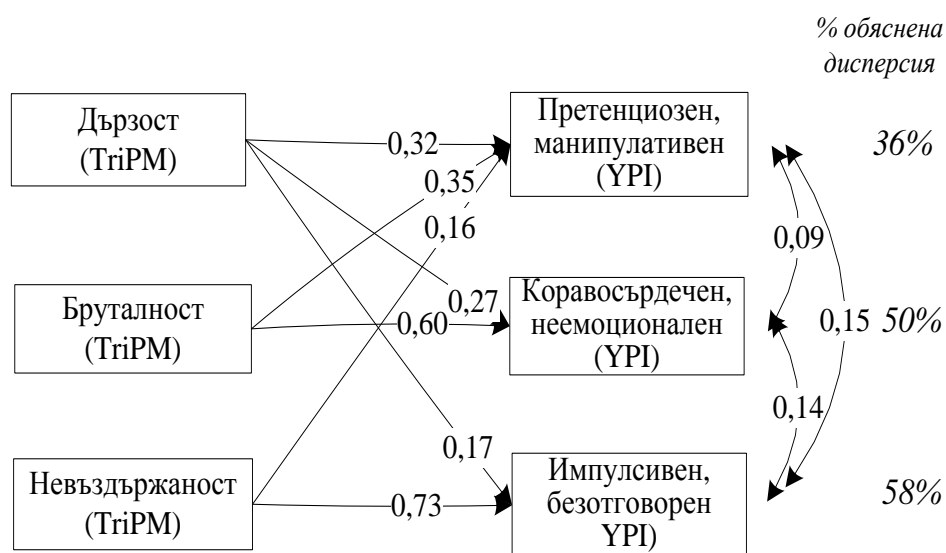 % обяснена
дисперсия
Дързост
(TriPM)
0,32
Претенциозен,
манипулативен
(YPI)
36%
0,35
0,16
0,09
Бруталност
(TriPM)
0,27
0,60
Коравосърдечен,
неемоционален
(YPI)
0,15
50%
0,14
0,17
Невъздържаност
(TriPM)
0,73
Импулсивен,
безотговорен
YPI)
58%